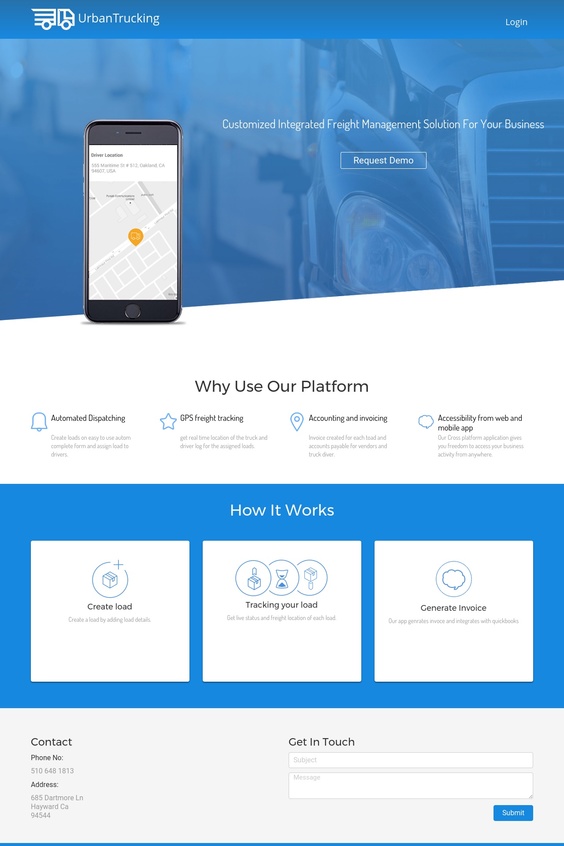 UrbanTrucking
Login
Customized Integrated Freight Management Solution For Your Business
Request Demo
Driver Location
94607, USA
Why Use Our Platform
Automated Dispatching
Create loads on easy to use autom
complete form and assign load to
drivers.
GPS freight tracking
get real time location of the truck and
driver log for the assigned loads.
Accounting and invoicing
Invoice created for each load and
accounts payable for vendors and
truck diver.
Accessibility from web and
mobile app
Our Cross platform application gives
you freedom to access your business
activity from anywhere.
How It Works
Create load
Create a load by adding load details.
Tracking your load
Get live status and freight location of each load
Generate Invoice
Our app genrates invoice and integrates with quickbooks
Contact
Phone No:
510 648 1813
Address:
685 Dartmore Ln
Hayward Ca
94544
Get In Touch
Subject
Message
Submit